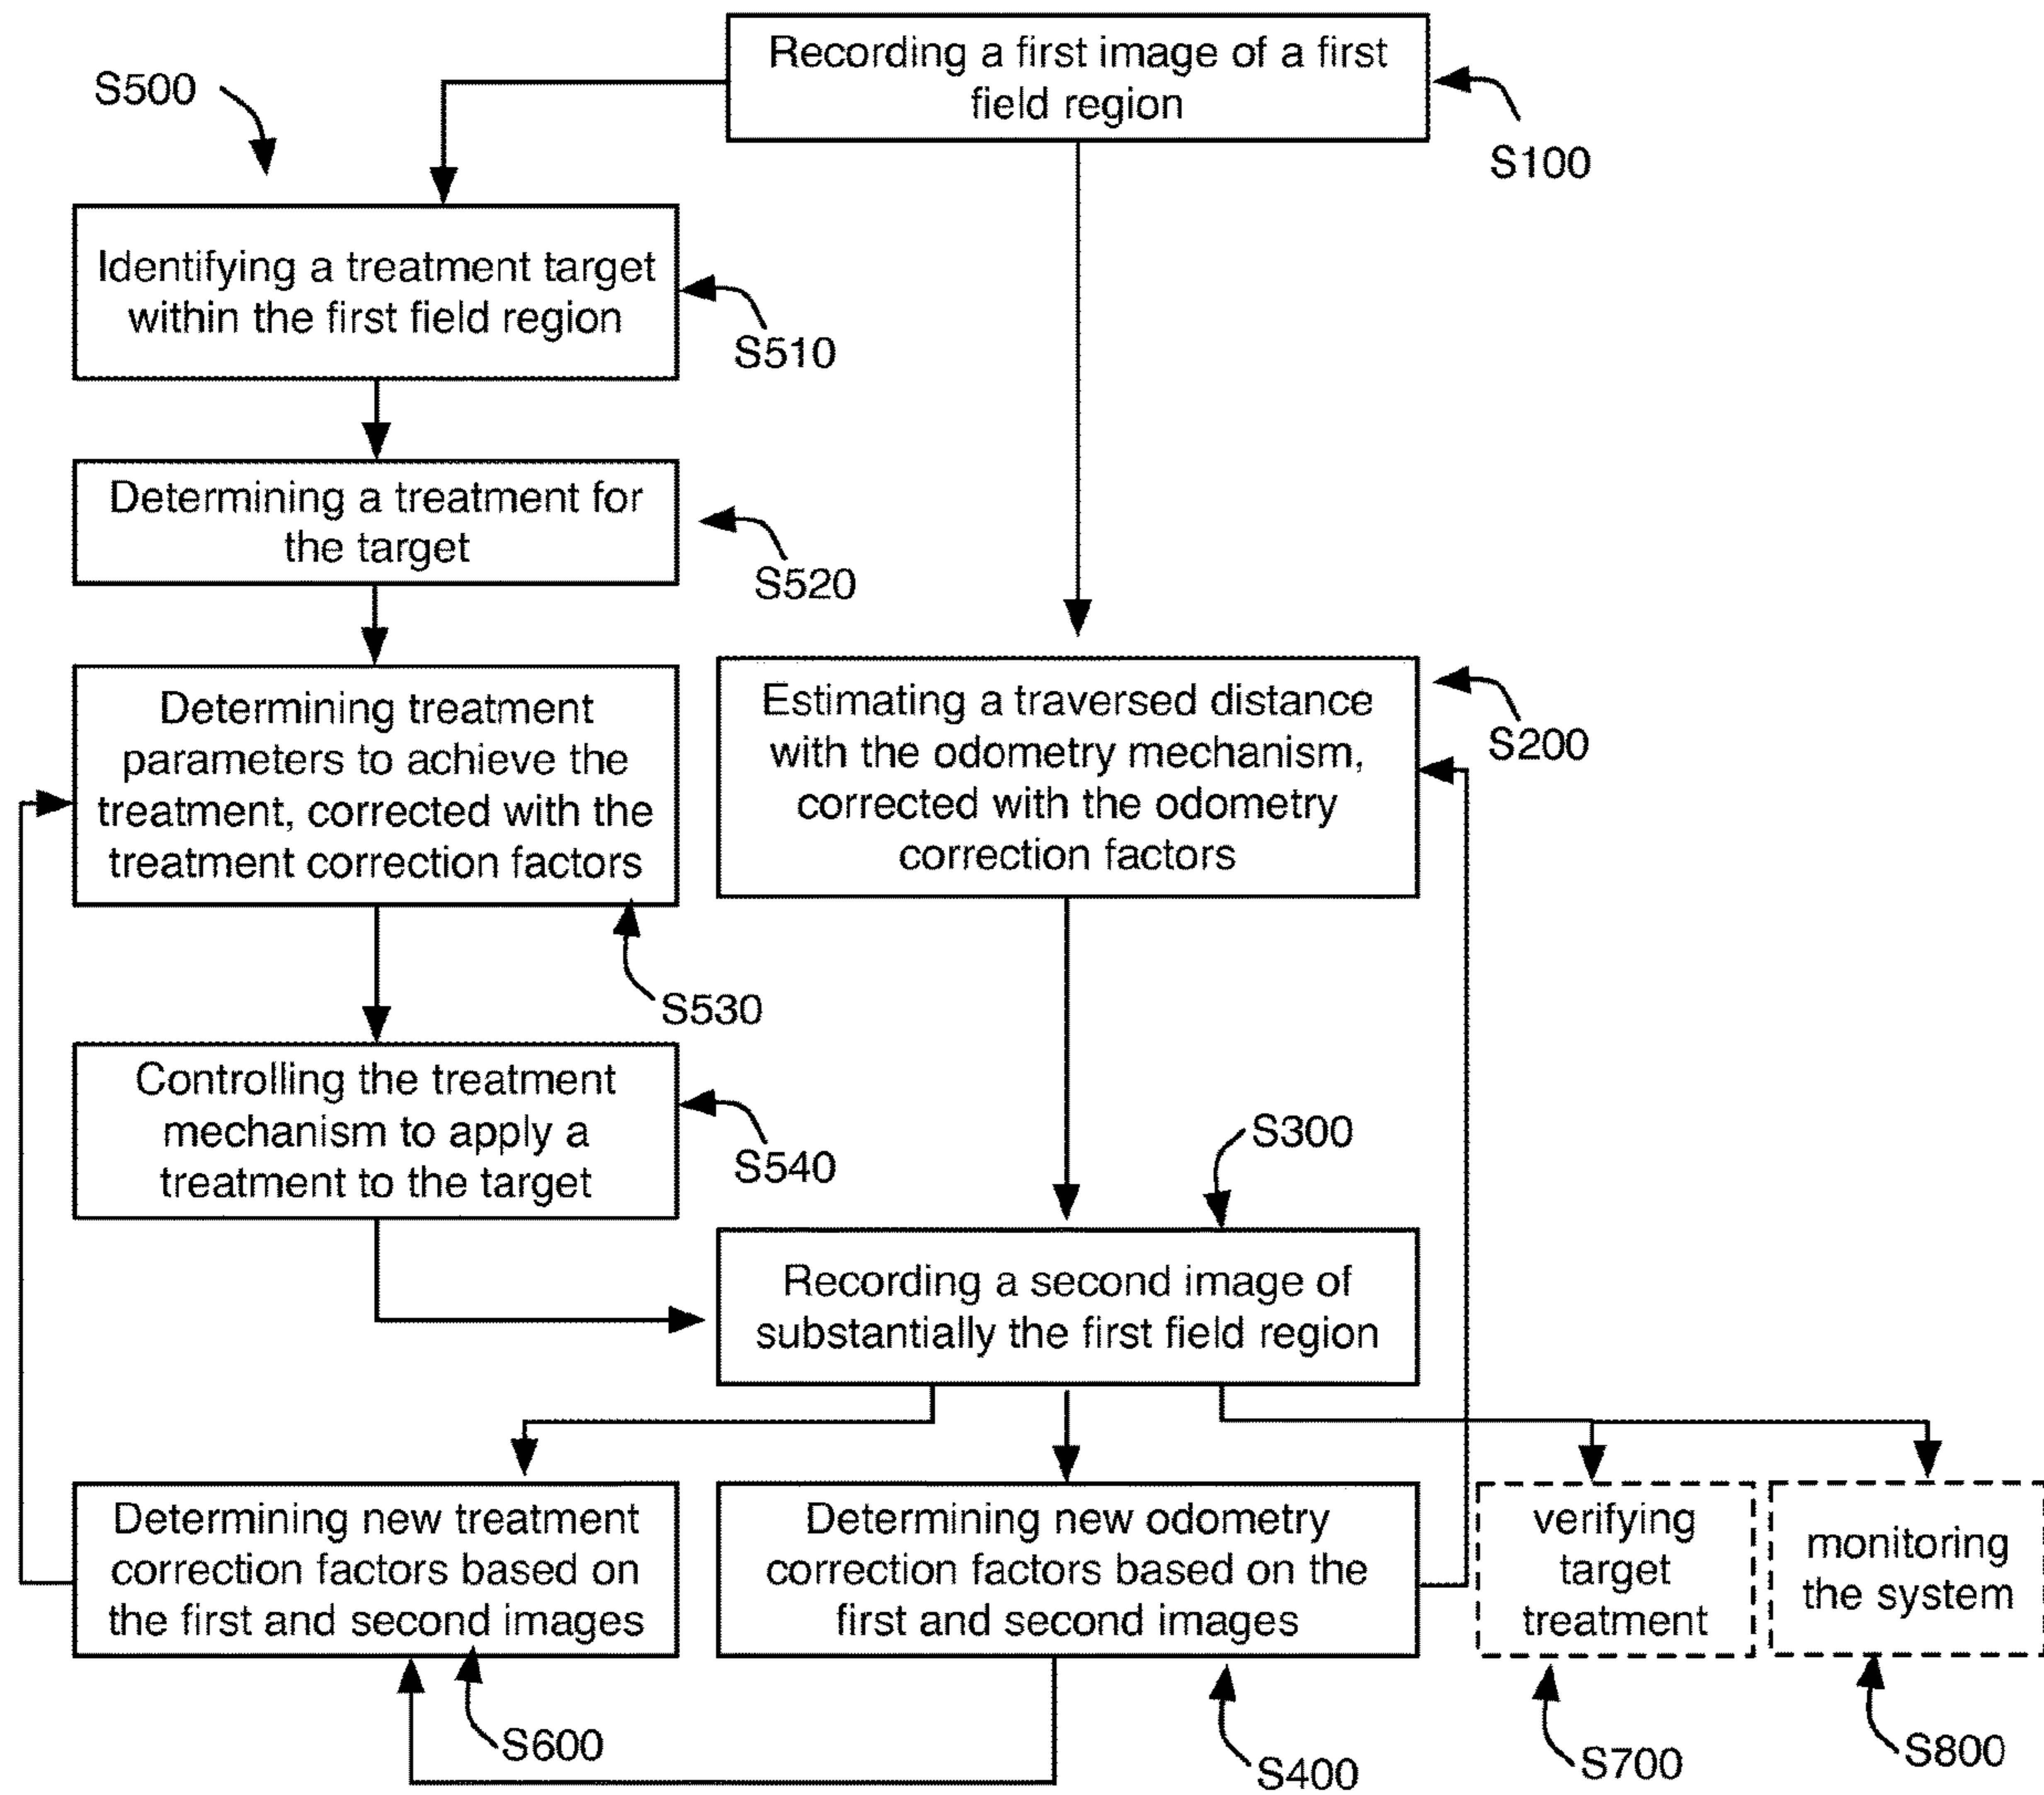 Recording a first image of a first
field region
S100
S500
Identifying a treatment target
within the first field region
S510
Determining a treatment for
the target
S520
Determining treatment
parameters to achieve the
treatment, corrected with the
treatment correction factors
S530
Estimating a traversed distance
with the odometry mechanism,
corrected with the odometry
correction factors
S200
Controlling the treatment
mechanism to apply a
treatment to the target
S540
S300
Recording a second image of
substantially the first field region
Determining new treatment
correction factors based on
the first and second images
S600
Determining new odometry
correction factors based on the
first and second images
S400
verifying
target
treatment
S700
monitoring
the system
S800